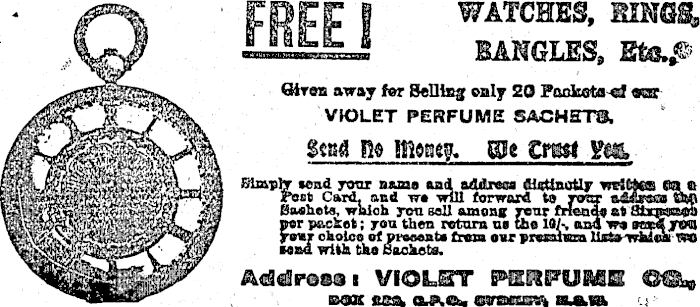 FREE!
WATCHES, RINGS,
BANGLES, Etc.,
Given away for Selling only 20 Packets of our
VIOLET PERFUME SACHETS.
Send No Money. We Trust You.
Simply send your name and address distinctly written on a
Post Card, and we will forward to your address the
Sachets, which you sell among your friends at Sixpence
per packet; you then return us the 10/-, and we send you
your choice of presents from our premium lists which we
send with the Sachets.
Address: VIOLET PERFUME CO.,
BOX G.P.O., SYDNEY, N.S.W.